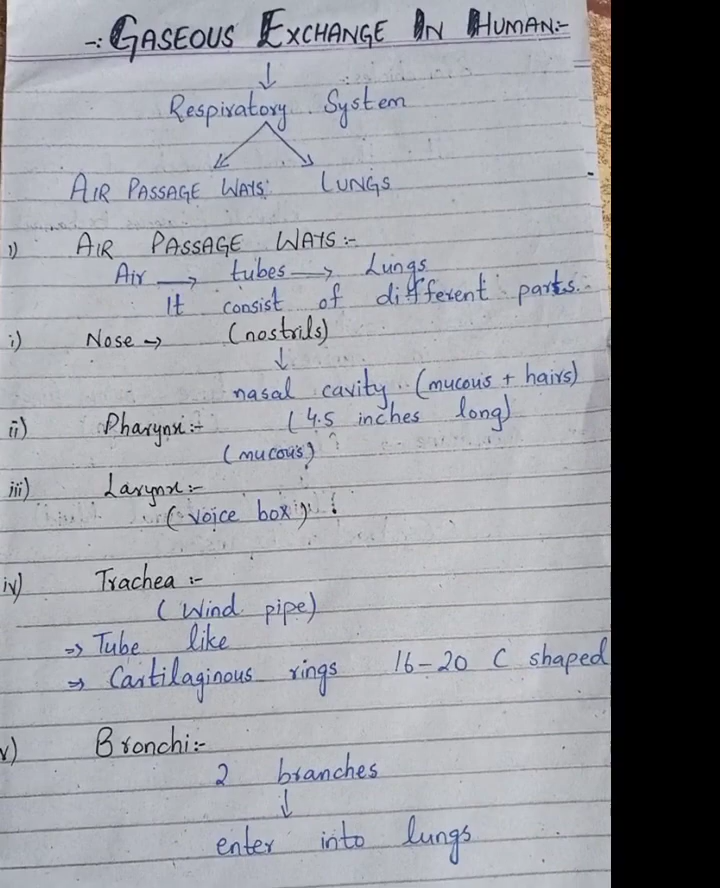 -: GASEOUS EXCHANGE IN HUMAN:-
↓
Respiratory System
AIR PASSAGE WAYS LUNGS
1) AIR PASSAGE WAYS:-
Air → tubes → Lungs
It consist of different parts.
i) Nose → (nostrils)
↓
nasal cavity (mucous + hairs)
ii) Pharynx:- (4.5 inches long)
(mucous)
iii) Larynx:-
(voice box)
iv) Trachea :-
(Wind pipe)
⇒ Tube like
⇒ Cartilaginous rings 16-20 C shaped
v) Bronchi:-
2 branches
↓
enter into lungs